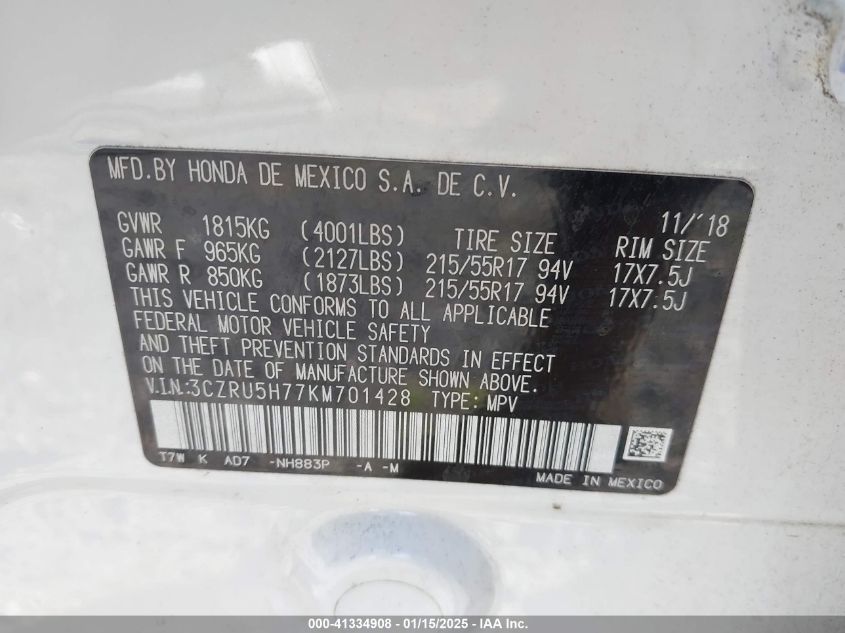 MFD.BY HONDA DE MEXICO S.A. DE C.V.
11/'18
GVWR 1815KG (4001LBS) TIRE SIZE RIM SIZE
GAWR F 965KG (2127LBS) 215/55R17 94V 17X7.5J
GAWR R 850KG (1873LBS) 215/55R17 94V 17X7.5J
THIS VEHICLE CONFORMS TO ALL APPLICABLE
FEDERAL MOTOR VEHICLE SAFETY
AND THEFT PREVENTION STANDARDS IN EFFECT
ON THE DATE OF MANUFACTURE SHOWN ABOVE.
V.I.N.:3CZRU5H77KM701428 TYPE: MPV
T7W K AD7 -NH883P -A -M
MADE IN MEXICO
000-41334908 - 01/15/2025 - IAA Inc.